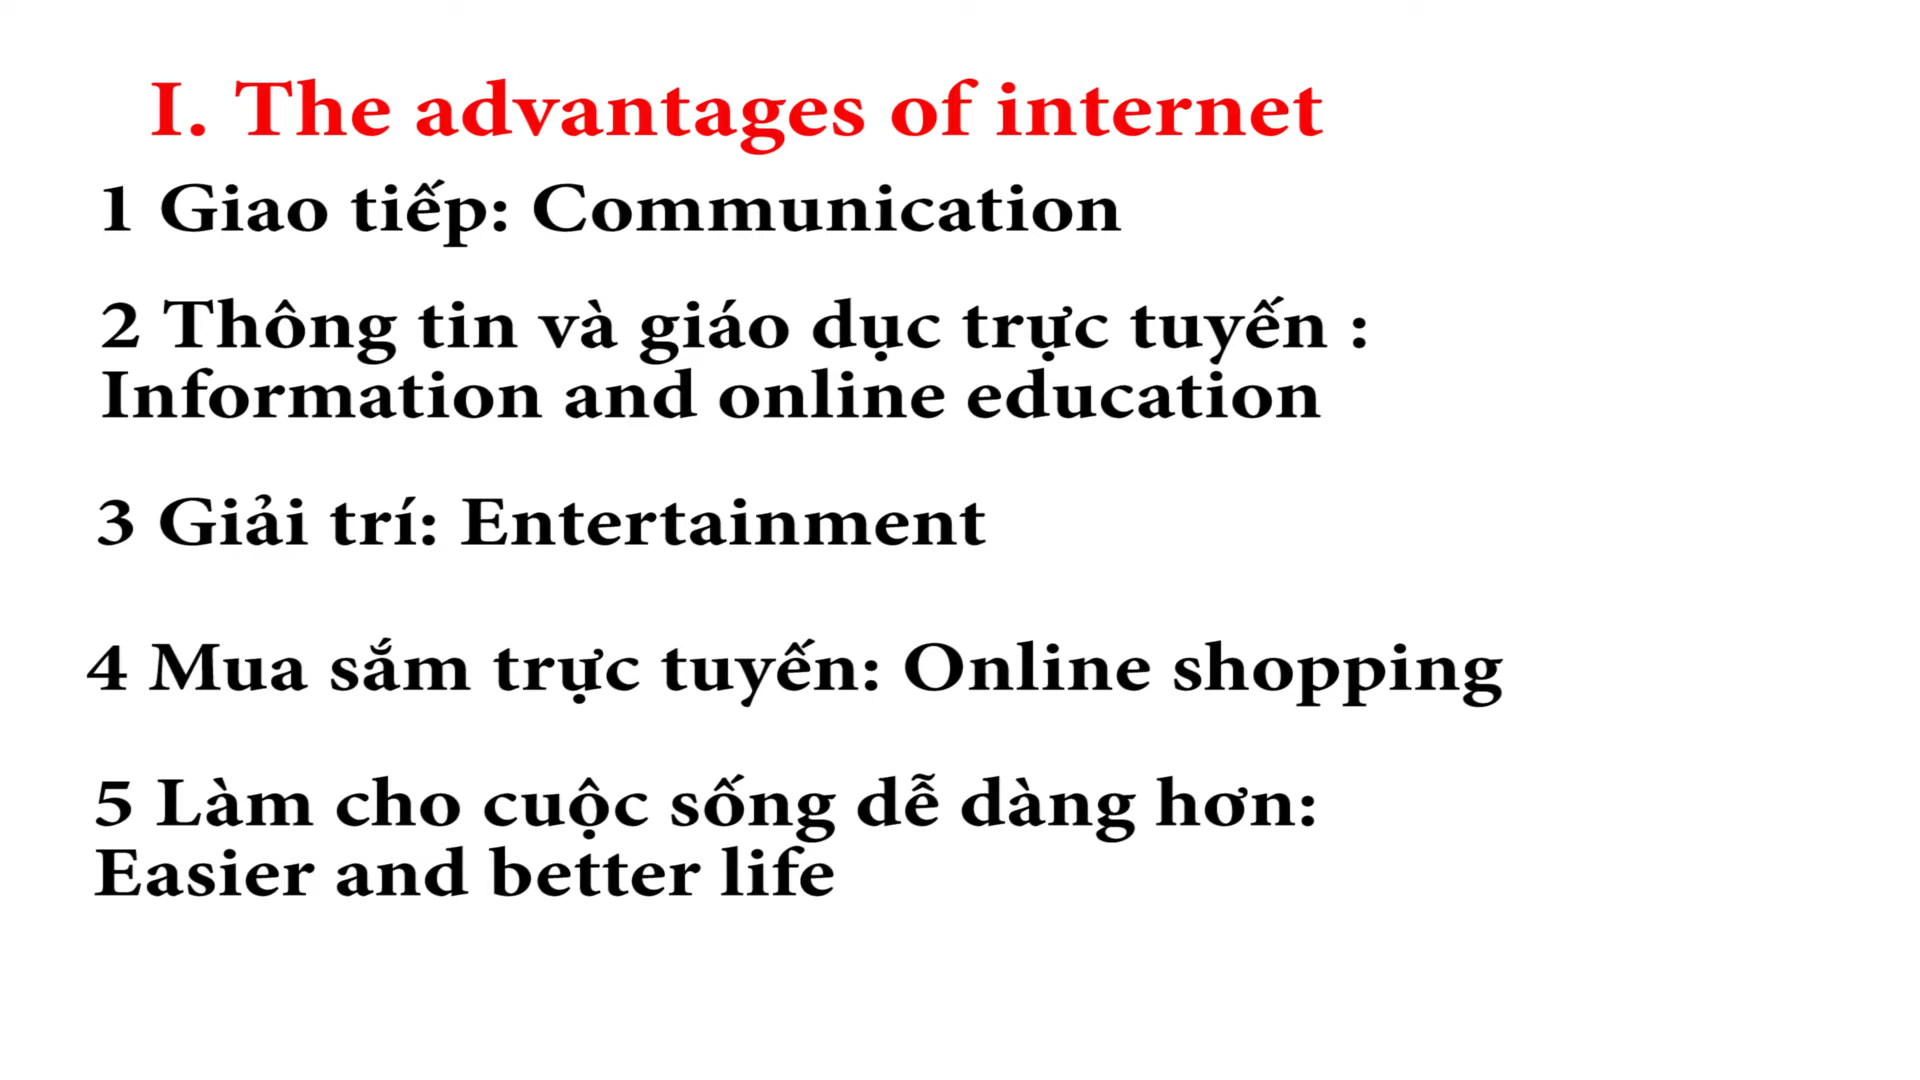 I. The advantages of internet
1 Giao tiếp: Communication
2 Thông tin và giáo dục trực tuyến :
Information and online education
3 Giải trí: Entertainment
4 Mua sắm trực tuyến: Online shopping
5 Làm cho cuộc sống dễ dàng hơn:
Easier and better life